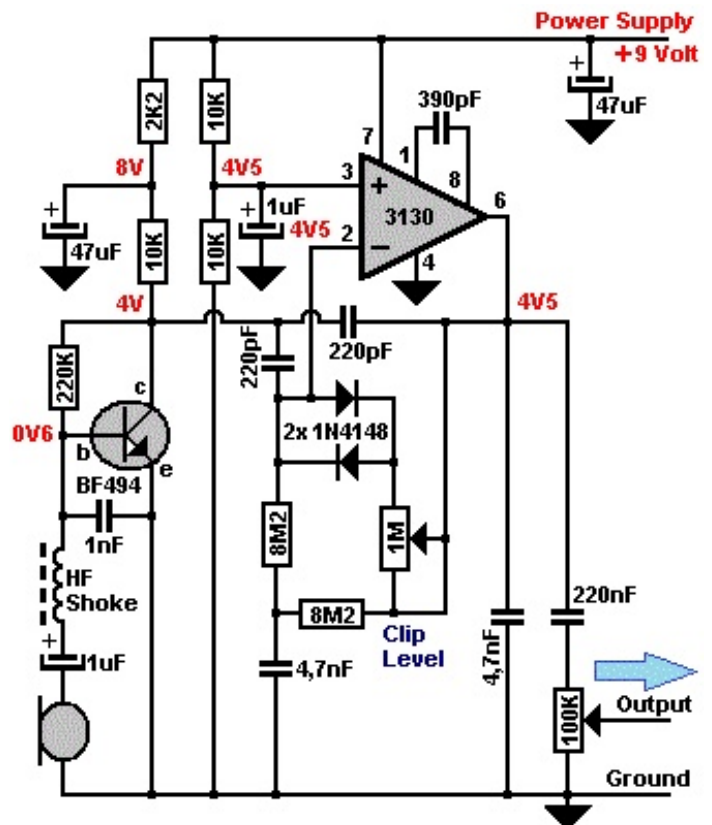 Power Supply
+9 Volt
2K2
10K
7
390pF
1
8
+
47uF
8V
4V5
3
+
6
3130
+
1uF
4V5
2
−
4
+
47uF
10K
10K
4V
4V5
220K
220pF
220pF
c
0V6
b
e
2x 1N4148
BF494
1nF
8M2
1M
HF
Shoke
8M2
Clip
Level
220nF
4,7nF
+
1uF
4,7nF
100K
Output
Ground